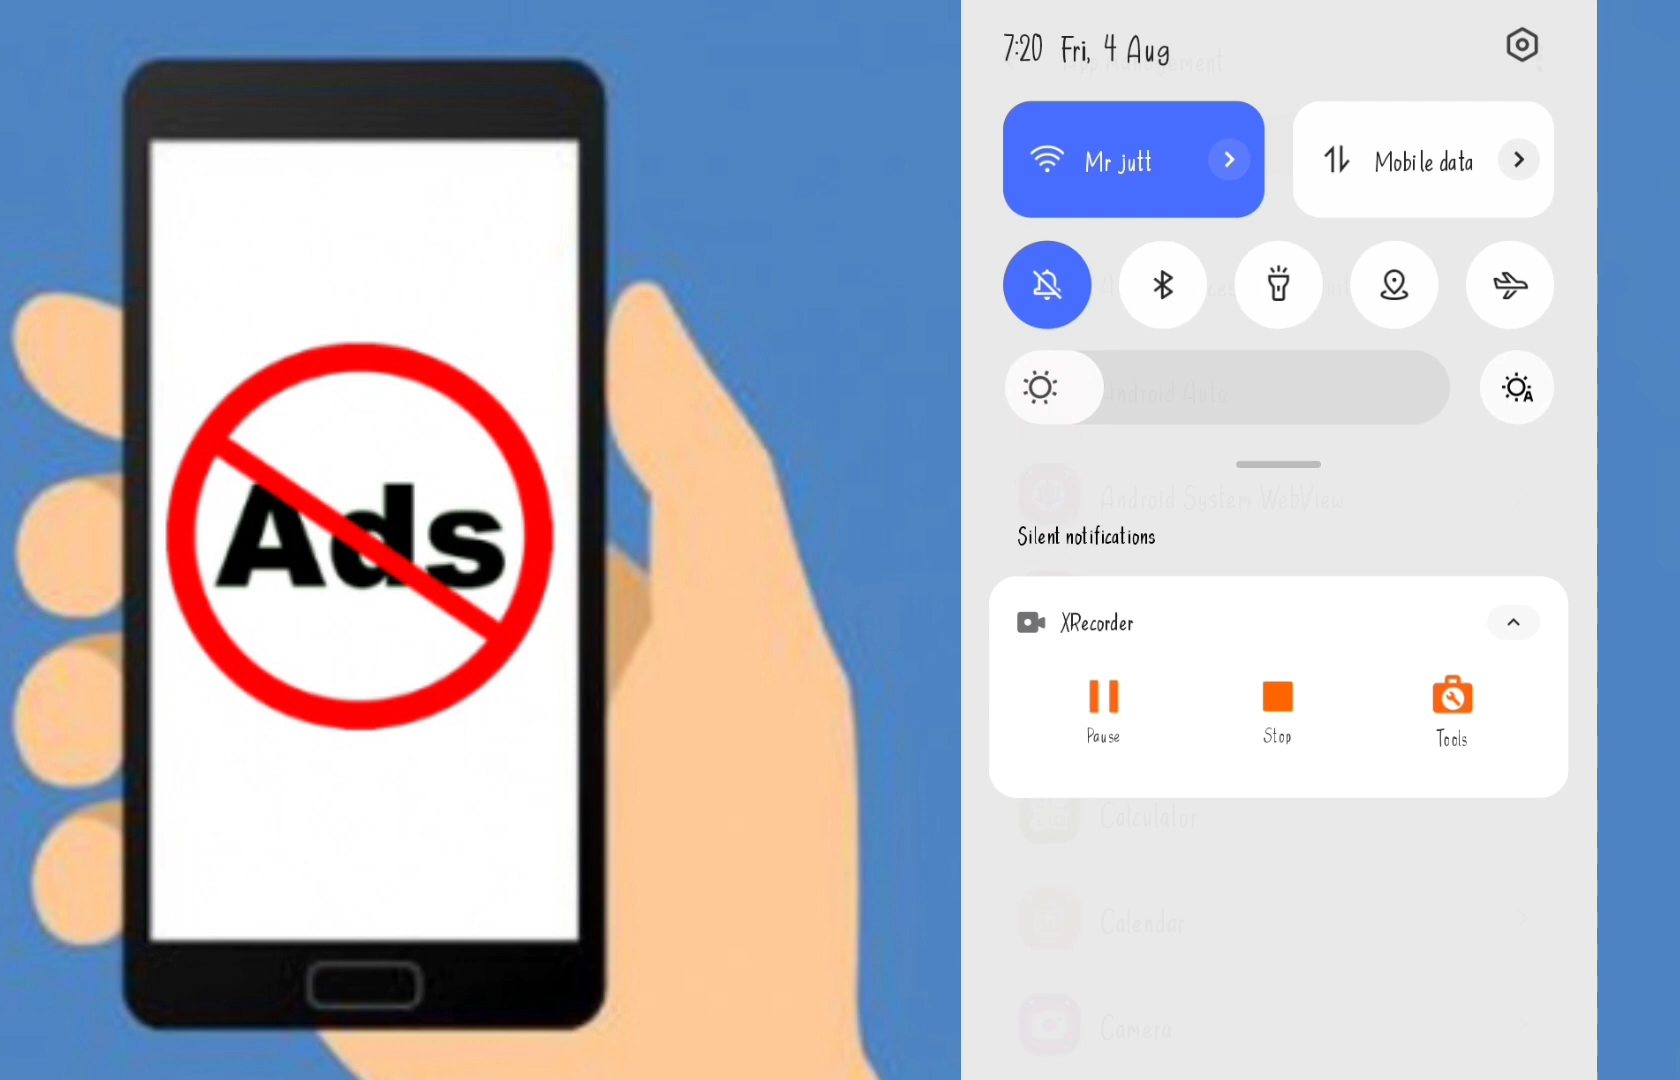 Ads
7:20 Fri, 4 Aug
Mr jutt
Mobile data
Android Auto
Android System WebView
Silent notifications
XRecorder
Pause
Stop
Tools
Calculator
Calendar
Camera